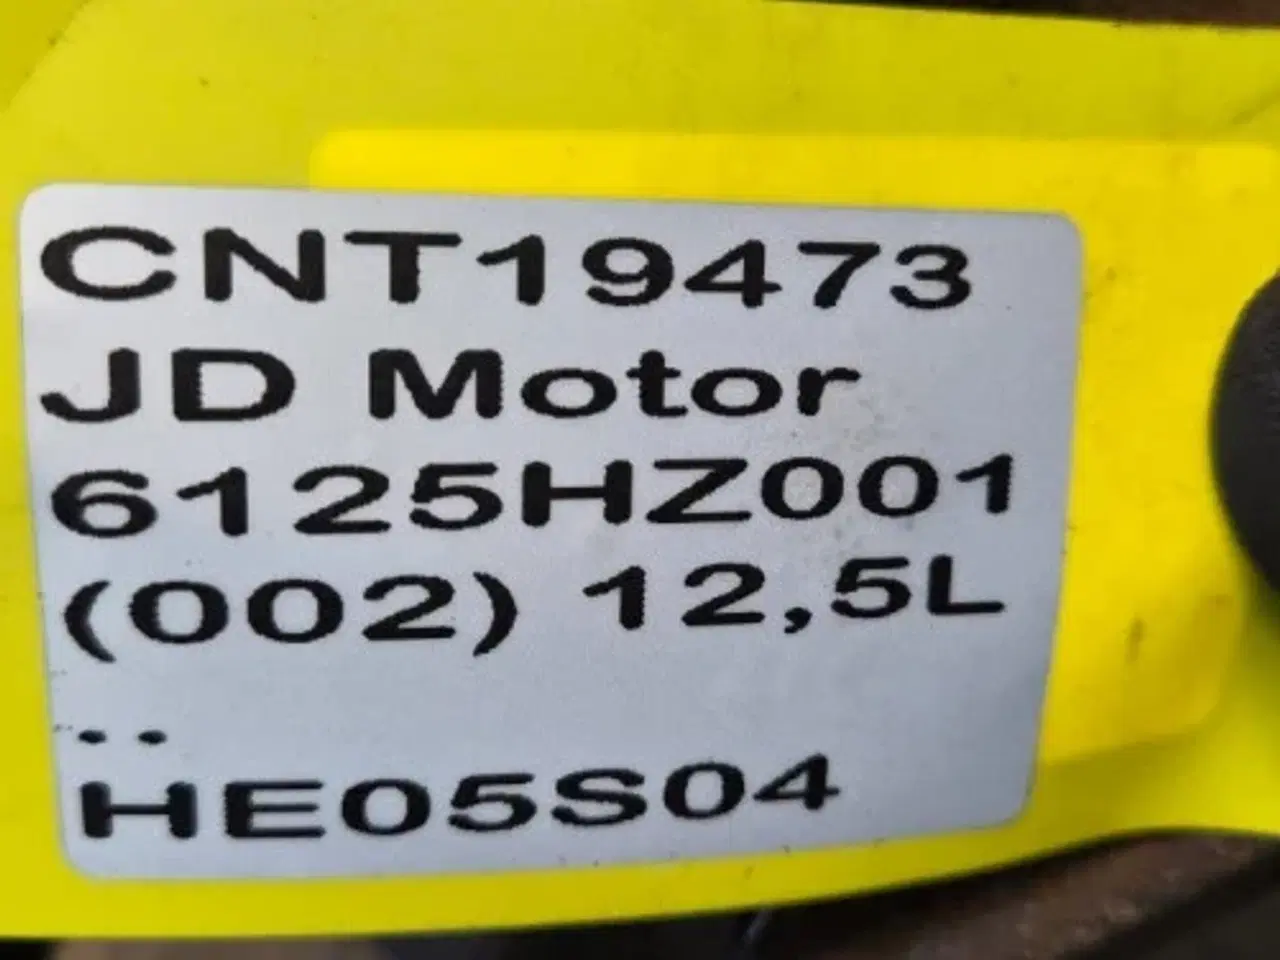 CNT19473
JD Motor
6125HZ001
(002) 12,5L
..
HE05S04